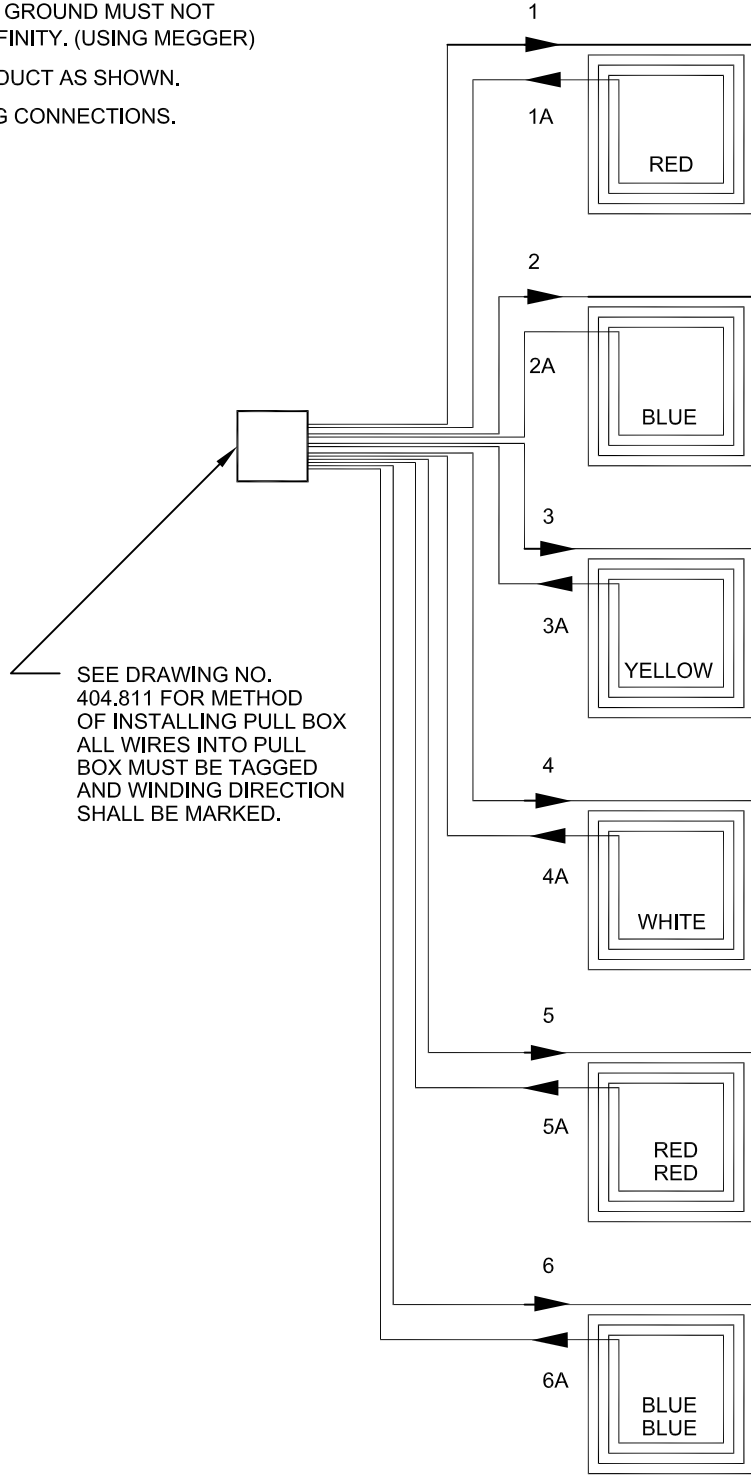 GROUND MUST NOT
FINITY. (USING MEGGER)
DUCT AS SHOWN.
G CONNECTIONS.
1
1A
RED
2
2A
BLUE
3
3A
YELLOW
SEE DRAWING NO.
404.811 FOR METHOD
OF INSTALLING PULL BOX
ALL WIRES INTO PULL
BOX MUST BE TAGGED
AND WINDING DIRECTION
SHALL BE MARKED.
4
4A
WHITE
5
5A
RED
RED
6
6A
BLUE
BLUE